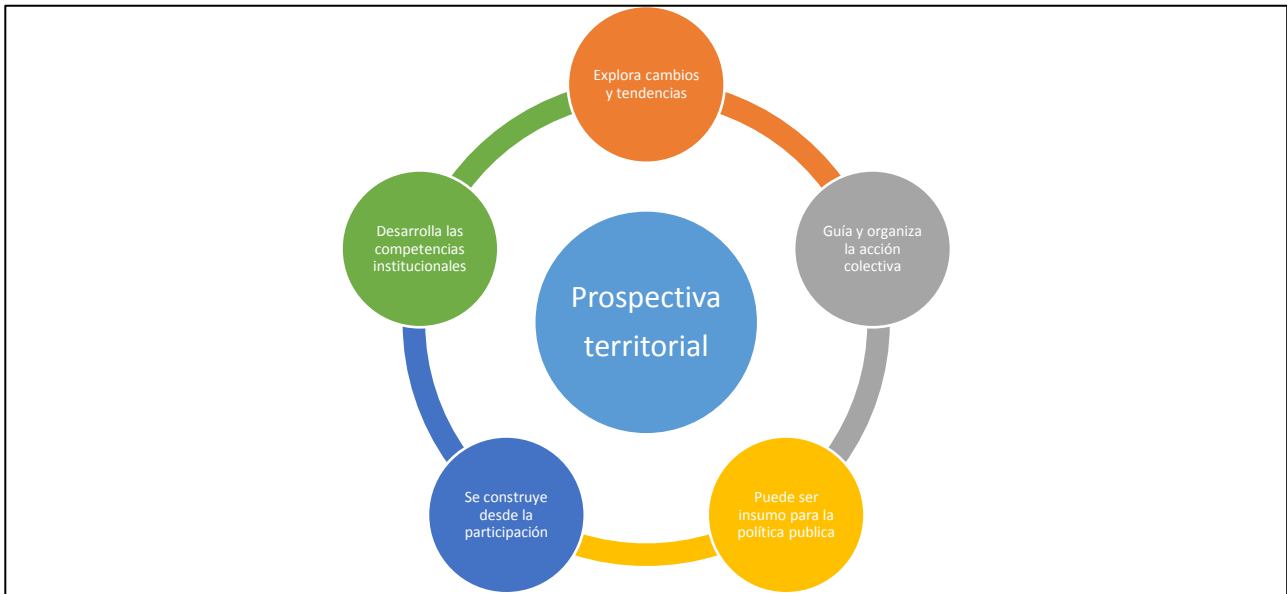 Explora cambios
y tendencias
Guía y organiza
la acción
colectiva
Puede ser
insumo para la
política publica
Se construye
desde la
participación
Desarrolla las
competencias
institucionales
Prospectiva
territorial